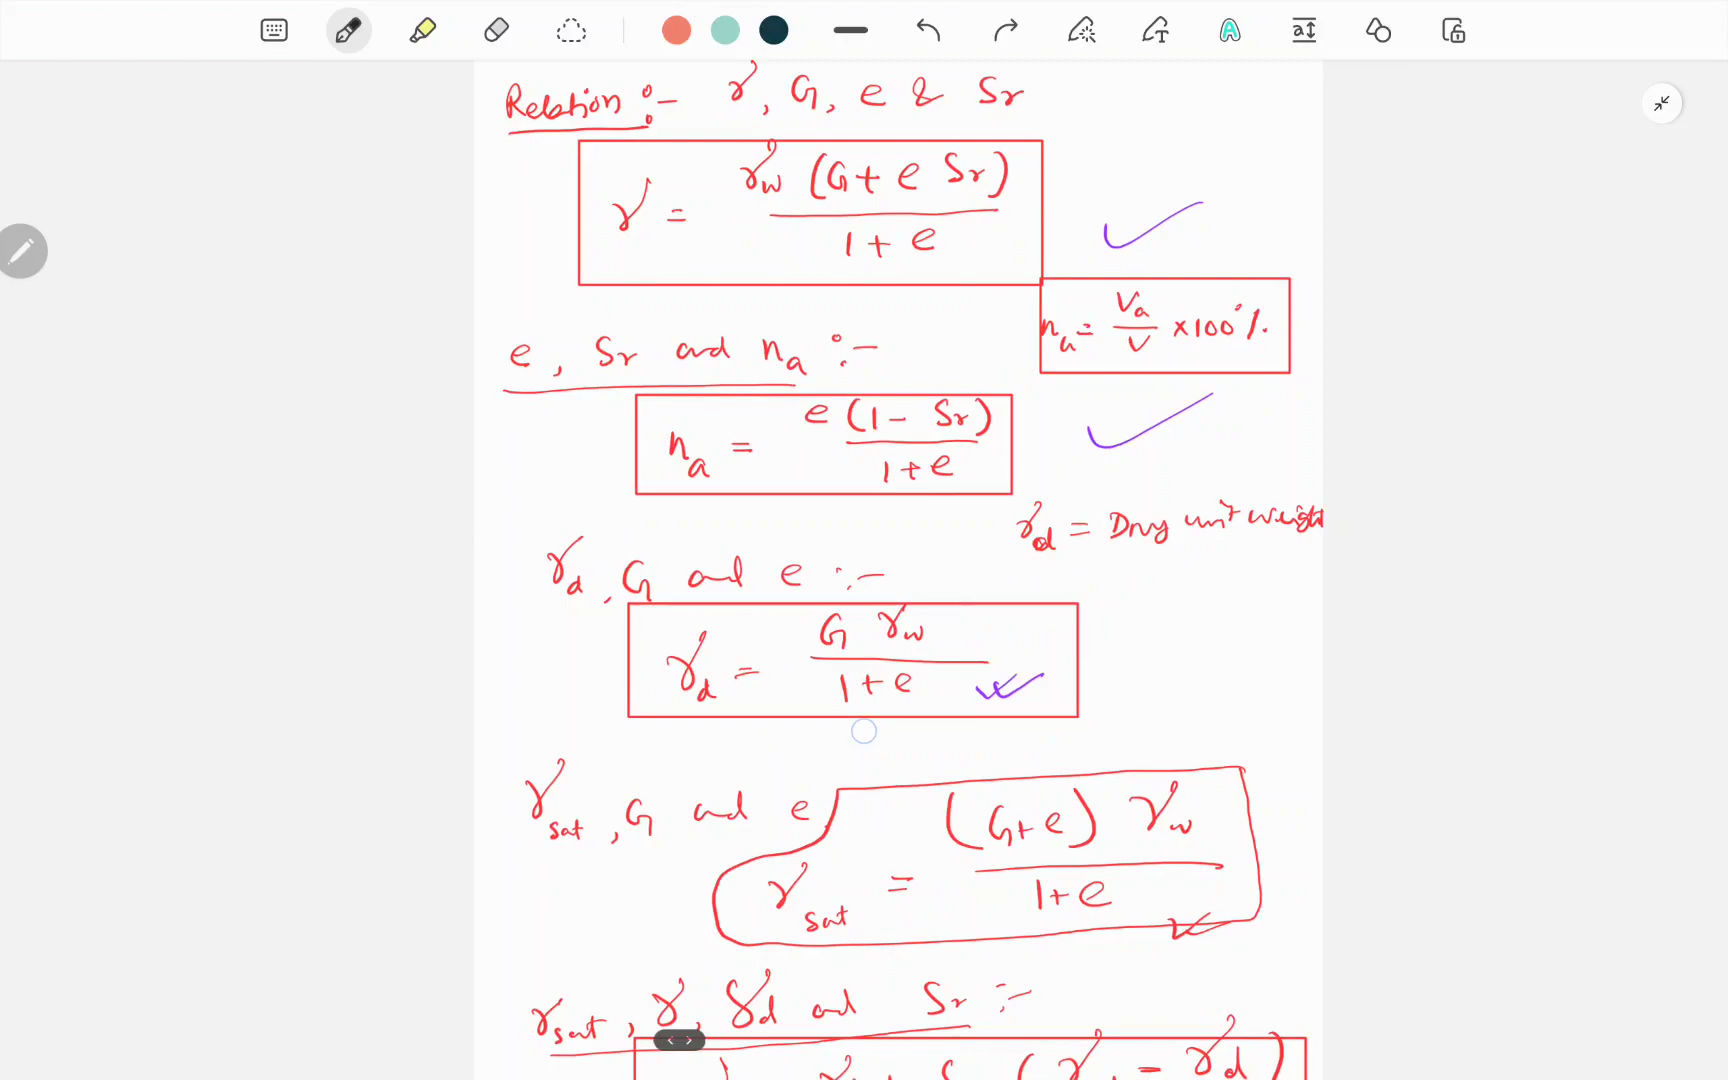 Relation :- γ, G, e & Sr
γ = γw (G + e Sr) / 1 + e
na = Va / V × 100 %.
e, Sr and na :-
na = e (1 - Sr) / 1 + e
γd = Dry unit weight
γd, G and e :-
γd = G γw / 1 + e
γsat, G and e
γsat = (G + e) γw / 1 + e
γsat, γ, γd and Sr :-